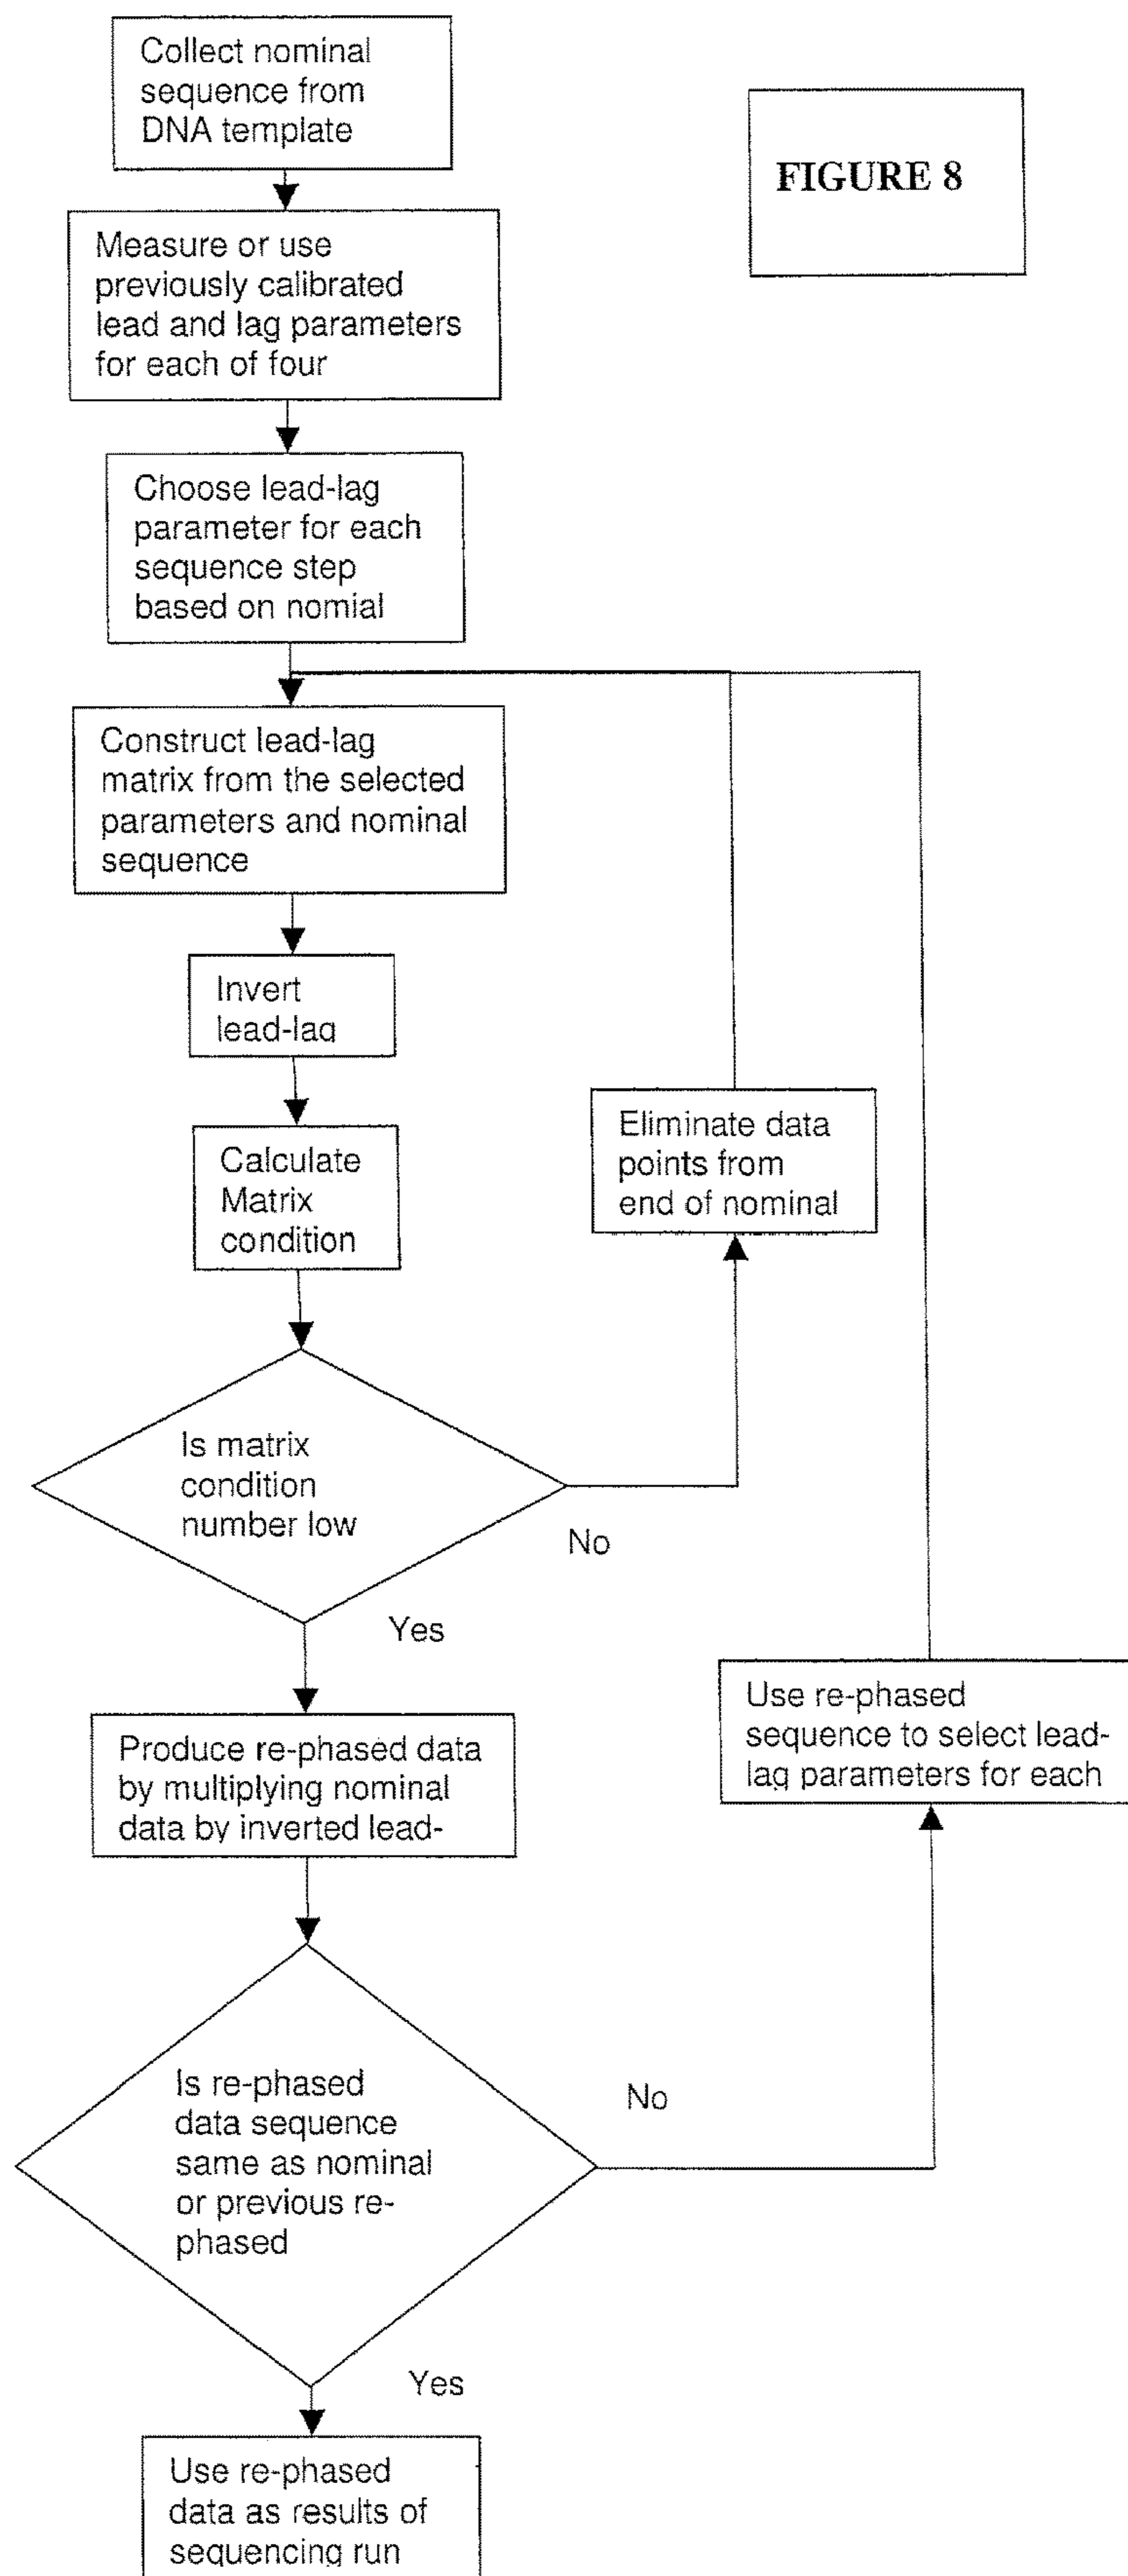 Collect nominal
sequence from
DNA template
FIGURE 8
Measure or use
previously calibrated
lead and lag parameters
for each of four
Choose lead-lag
parameter for each
sequence step
based on nomial
Construct lead-lag
matrix from the selected
parameters and nominal
sequence
Invert
lead-lag
Calculate
Matrix
condition
Eliminate data
points from
end of nominal
Is matrix
condition
number low
No
Yes
Produce re-phased data
by multiplying nominal
data by inverted lead-
Use re-phased
sequence to select lead-
lag parameters for each
Is re-phased
data sequence
same as nominal
or previous re-
phased
No
Yes
Use re-phased
data as results of
sequencing run